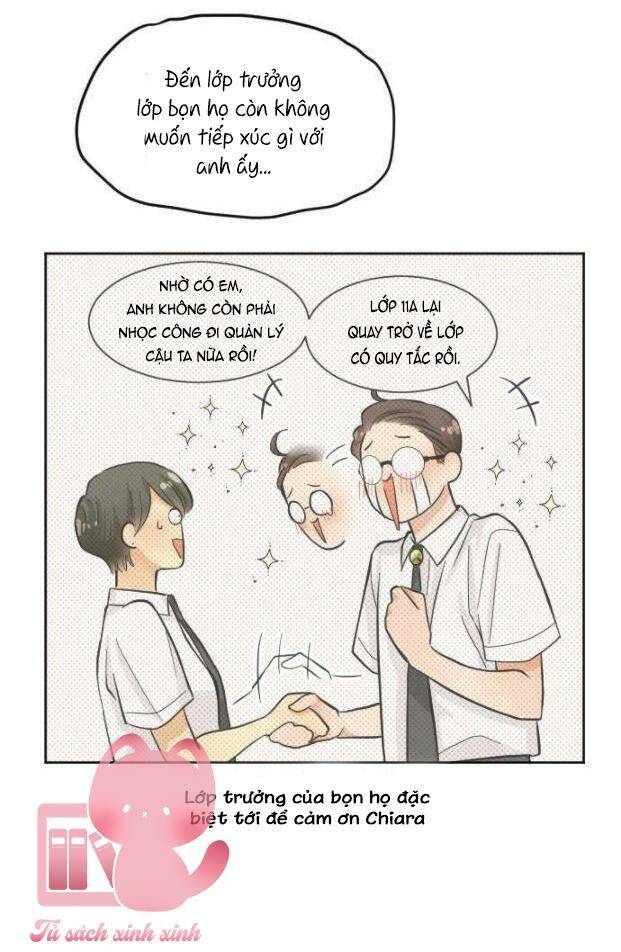 Đến lớp trưởng
lớp bọn họ còn không
muốn tiếp xúc gì với
anh ấy...
NHỜ CÓ EM,
ANH KHÔNG CÒN PHẢI
NHỌC CÔNG ĐI QUẢN LÝ
CẬU TA NỮA RỒI!
LỚP 11A LẠI
QUAY TRỞ VỀ LỚP
CÓ QUY TẮC RỒI.
Lớp trưởng của bọn họ đặc
biệt tới để cảm ơn Chiara
Tủ sách xinh xinh